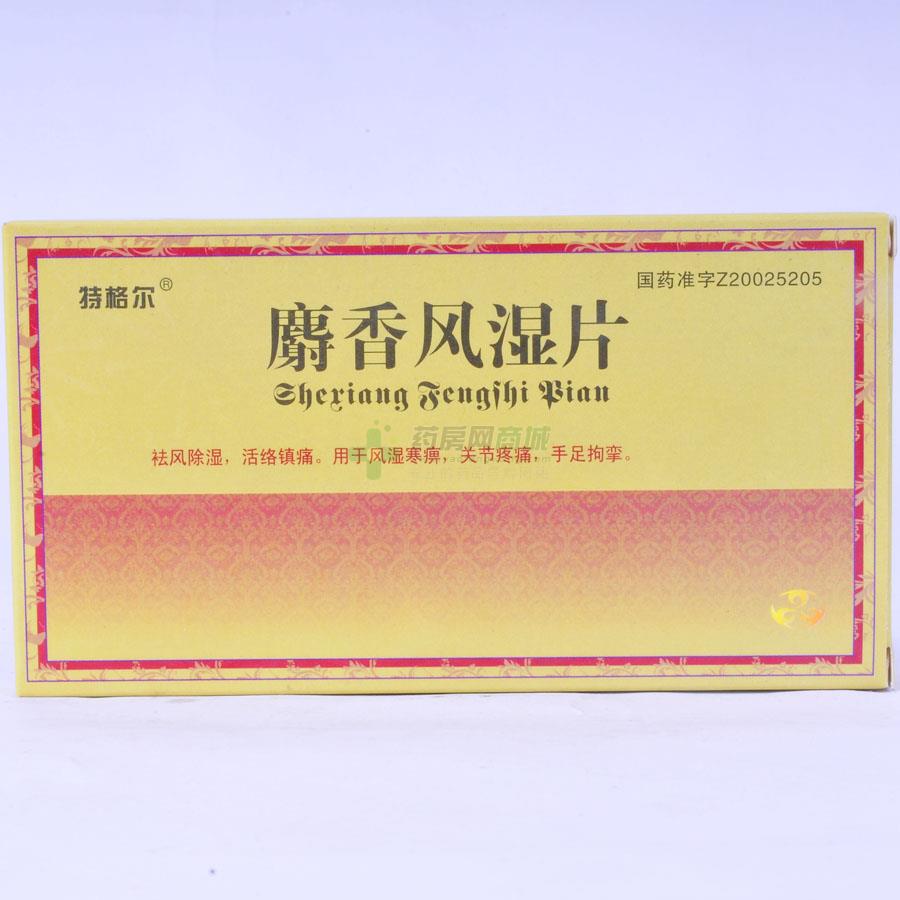 特格尔®
国药准字Z20025205
麝香风湿片
Shexiang Fengshi Pian
药房网商城
祛风除湿，活络镇痛。用于风湿寒痹，关节疼痛，手足拘挛。